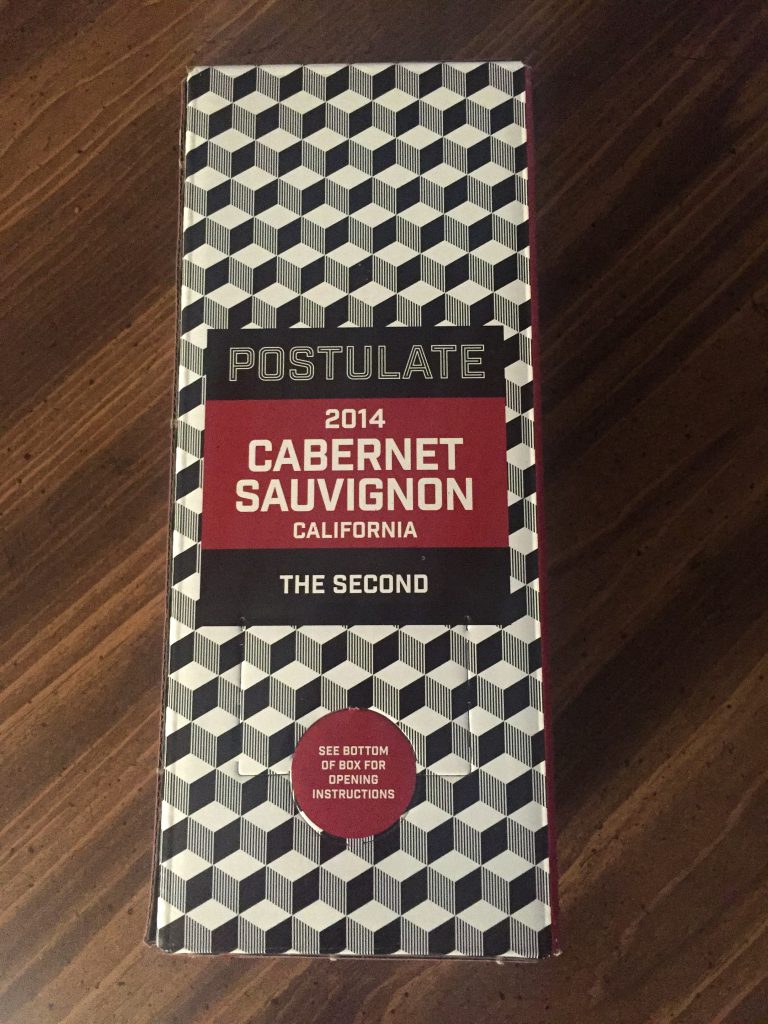 POSTULATE
2014
CABERNET
SAUVIGNON
CALIFORNIA
THE SECOND
SEE BOTTOM
OF BOX FOR
OPENING
INSTRUCTIONS